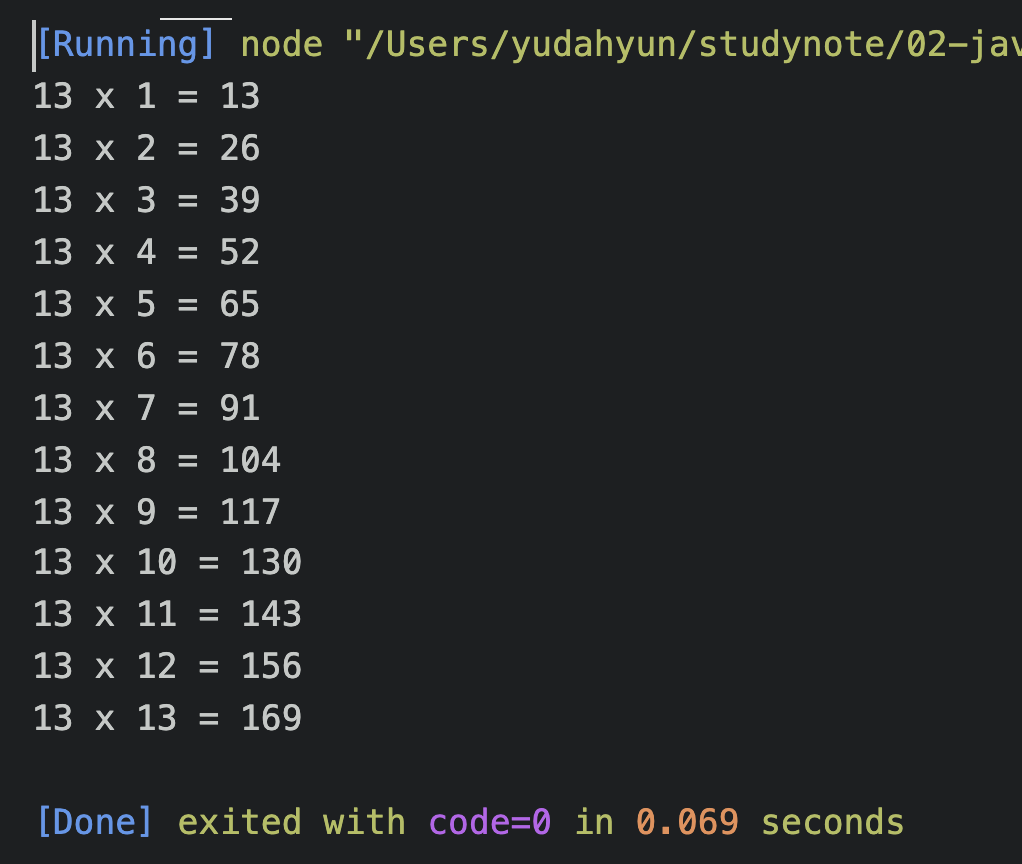 [Running] node "/Users/yudahyun/studynote/02-jav
13 x 1 = 13
13 x 2 = 26
13 x 3 = 39
13 x 4 = 52
13 x 5 = 65
13 x 6 = 78
13 x 7 = 91
13 x 8 = 104
13 x 9 = 117
13 x 10 = 130
13 x 11 = 143
13 x 12 = 156
13 x 13 = 169
[Done] exited with code=0 in 0.069 seconds